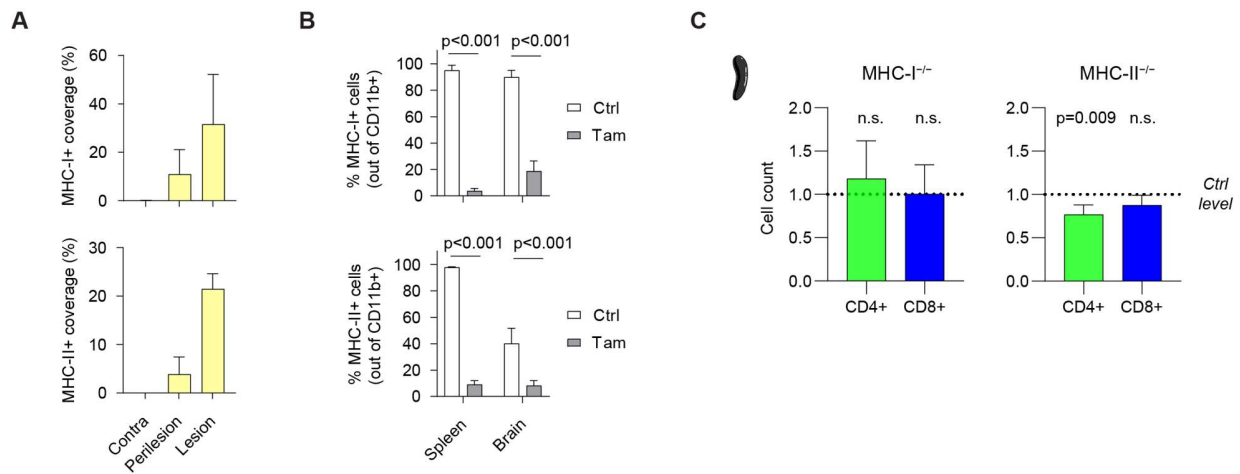 A
MHC-I+ coverage (%)
60
40
20
0
MHC-II+ coverage (%)
30
20
10
0
Contra
Perilesion
Lesion
B
% MHC-I+ cells
(out of CD11b+)
100
80
60
40
20
0
p<0.001
p<0.001
Ctrl
Tam
% MHC-II+ cells
(out of CD11b+)
100
80
60
40
20
0
p<0.001
p<0.001
Ctrl
Tam
Spleen
Brain
C
MHC-I⁻/⁻
Cell count
2.0
1.5
1.0
0.5
0.0
n.s.
n.s.
CD4+
CD8+
MHC-II⁻/⁻
2.0
1.5
1.0
0.5
0.0
p=0.009
n.s.
CD4+
CD8+
Ctrl
level